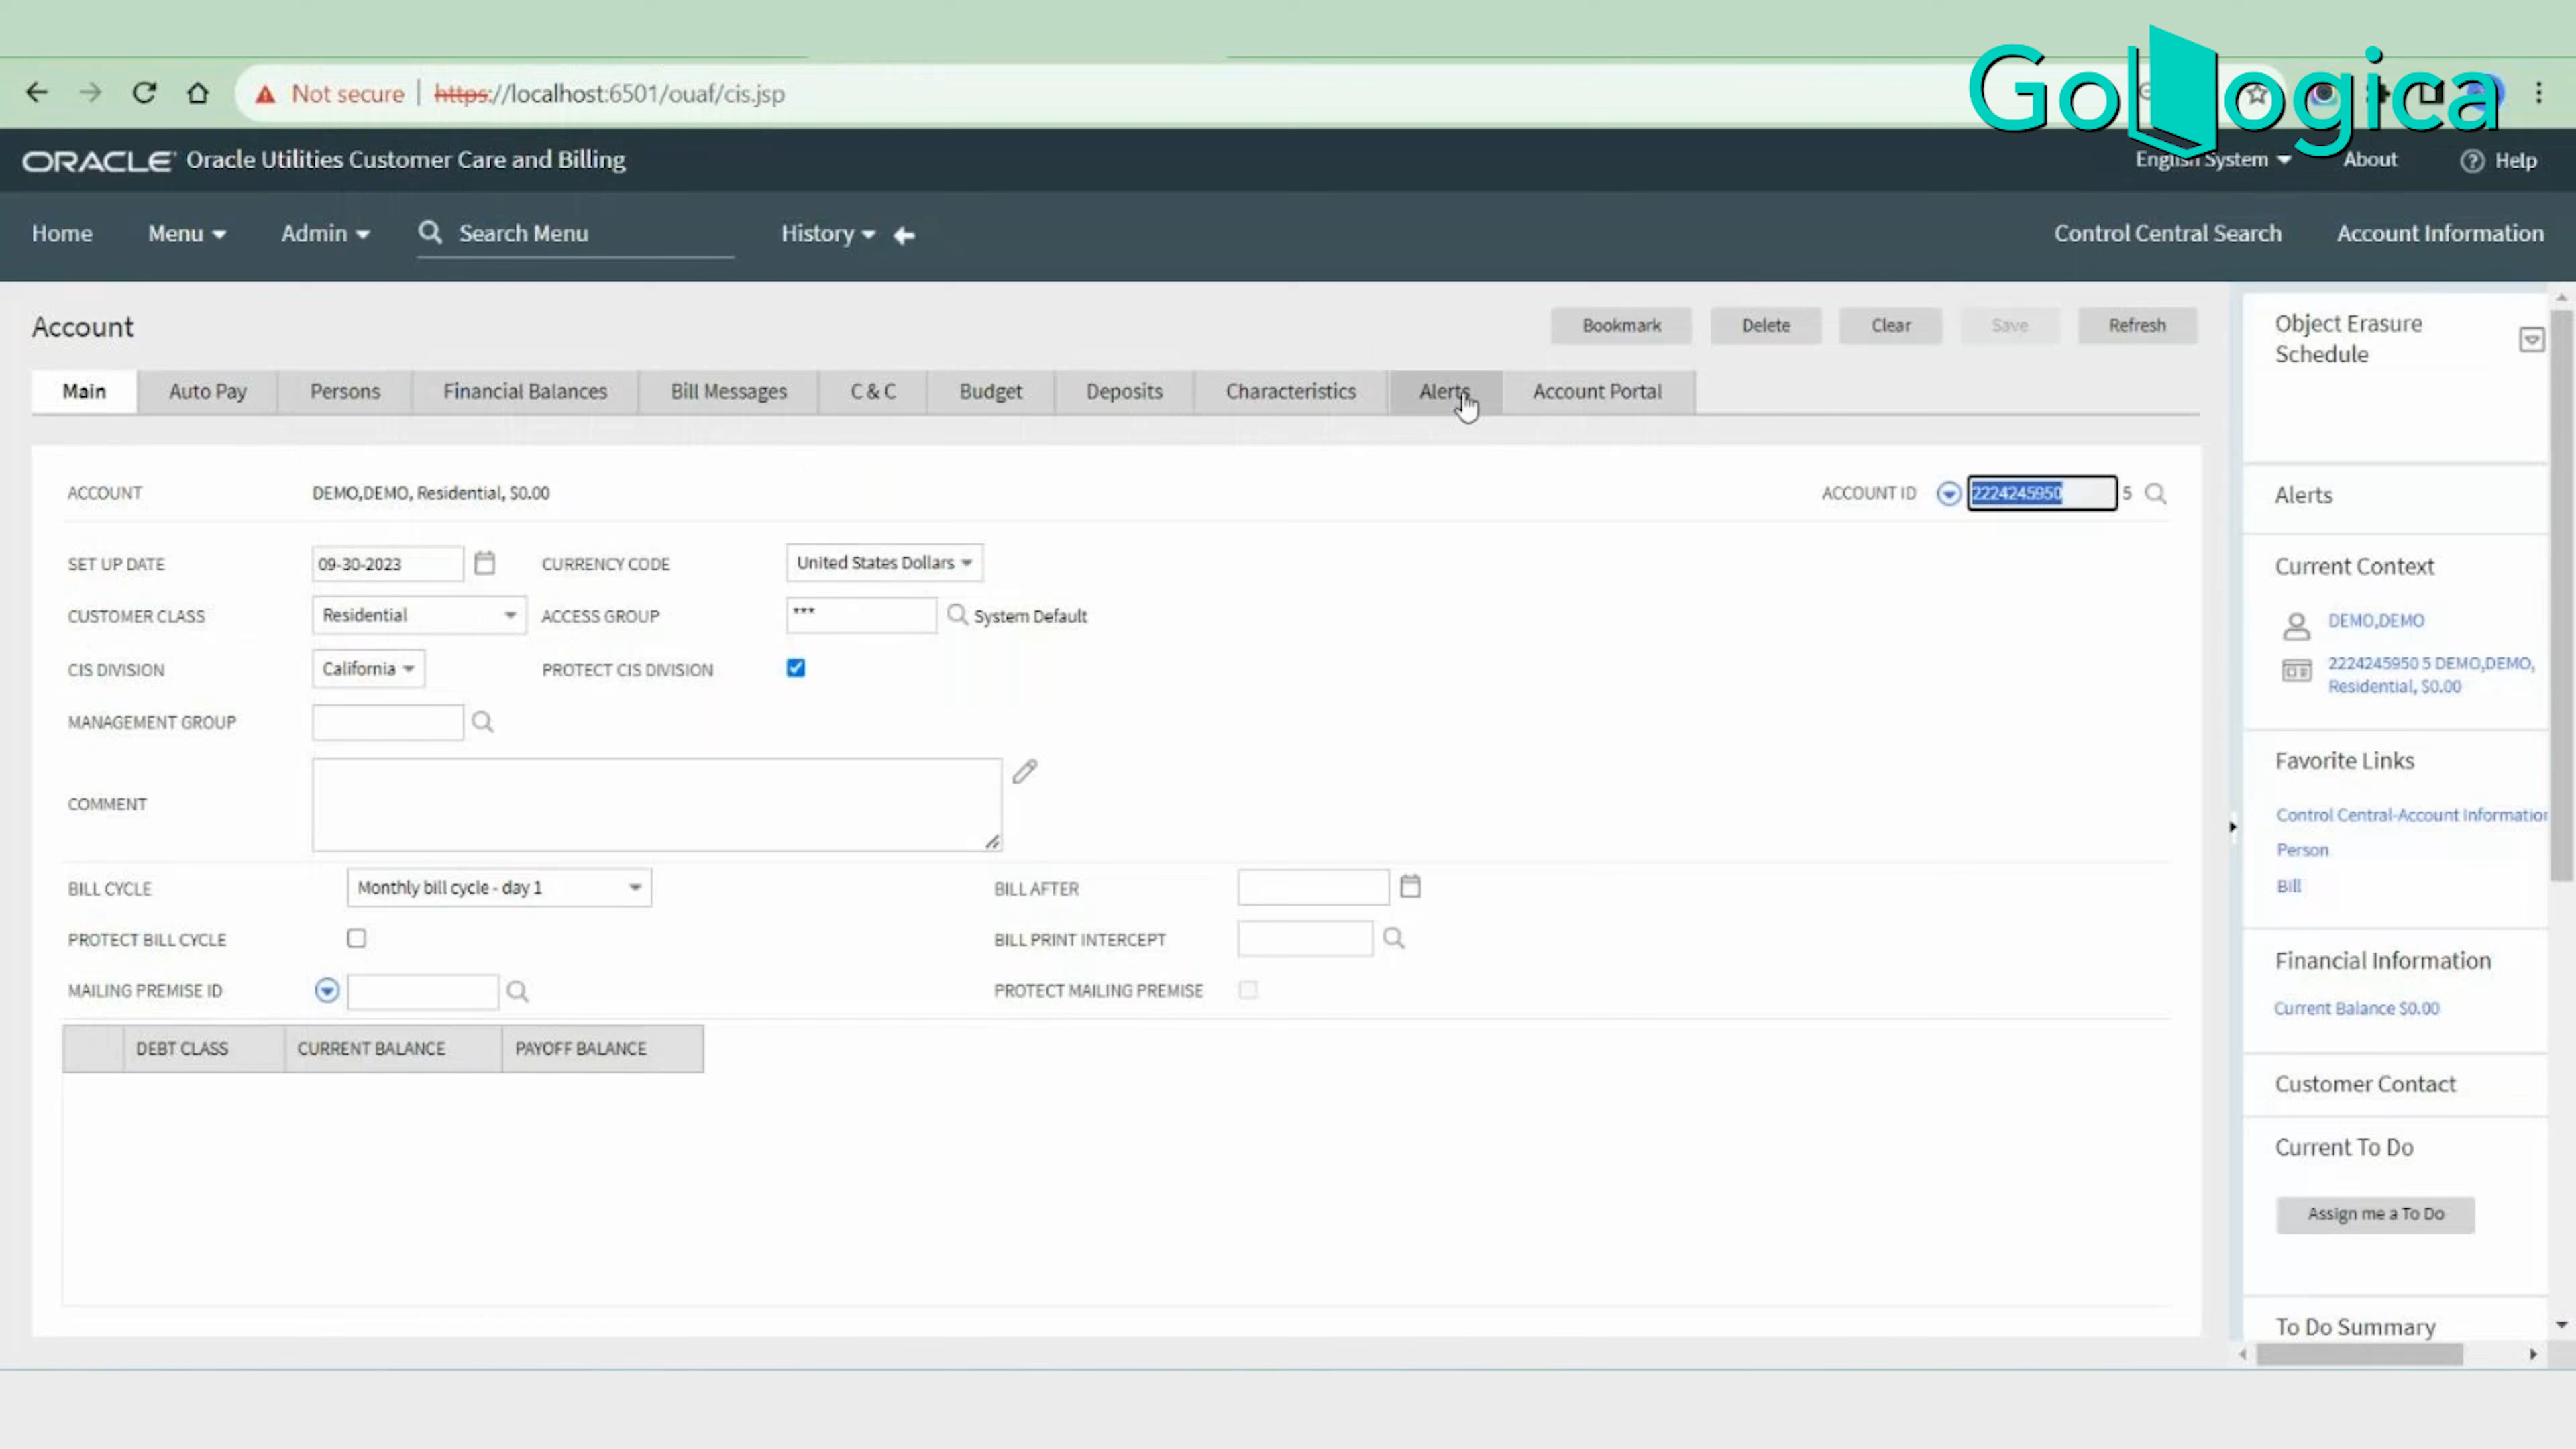 GoLogica
Not secure | https://localhost:6501/ouaf/cis.jsp
ORACLE Oracle Utilities Customer Care and Billing
English System About Help
Home Menu Admin Search Menu History Control Central Search Account Information
Account
Bookmark Delete Clear Save Refresh
Main Auto Pay Persons Financial Balances Bill Messages C & C Budget Deposits Characteristics Alerts Account Portal
ACCOUNT DEMO,DEMO, Residential, $0.00 ACCOUNT ID 2224245950 5
SET UP DATE 09-30-2023 CURRENCY CODE United States Dollars
CUSTOMER CLASS Residential ACCESS GROUP *** System Default
CIS DIVISION California PROTECT CIS DIVISION
MANAGEMENT GROUP
COMMENT
BILL CYCLE Monthly bill cycle - day 1 BILL AFTER
PROTECT BILL CYCLE BILL PRINT INTERCEPT
MAILING PREMISE ID PROTECT MAILING PREMISE
DEBT CLASS CURRENT BALANCE PAYOFF BALANCE
Object Erasure
Schedule
Alerts
Current Context
DEMO,DEMO
2224245950 5 DEMO,DEMO,
Residential, $0.00
Favorite Links
Control Central-Account Information
Person
Bill
Financial Information
Current Balance $0.00
Customer Contact
Current To Do
Assign me a To Do
To Do Summary